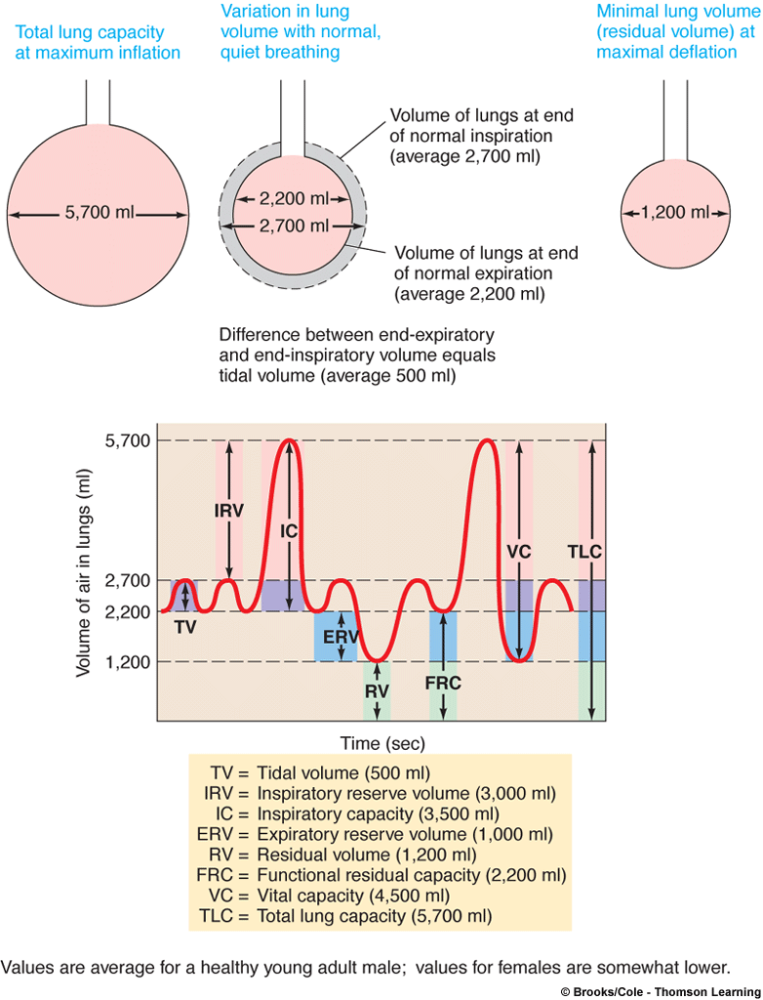 Total lung capacity
at maximum inflation
Variation in lung
volume with normal,
quiet breathing
Minimal lung volume
(residual volume) at
maximal deflation
Volume of lungs at end
of normal inspiration
(average 2,700 ml)
5,700 ml
2,200 ml
2,700 ml
1,200 ml
Volume of lungs at end
of normal expiration
(average 2,200 ml)
Difference between end-expiratory
and end-inspiratory volume equals
tidal volume (average 500 ml)
Volume of air in lungs (ml)
5,700
2,700
2,200
1,200
TV
IRV
IC
ERV
RV
FRC
VC
TLC
Time (sec)
TV = Tidal volume (500 ml)
IRV = Inspiratory reserve volume (3,000 ml)
IC = Inspiratory capacity (3,500 ml)
ERV = Expiratory reserve volume (1,000 ml)
RV = Residual volume (1,200 ml)
FRC = Functional residual capacity (2,200 ml)
VC = Vital capacity (4,500 ml)
TLC = Total lung capacity (5,700 ml)
Values are average for a healthy young adult male; values for females are somewhat lower.
© Brooks/Cole - Thomson Learning